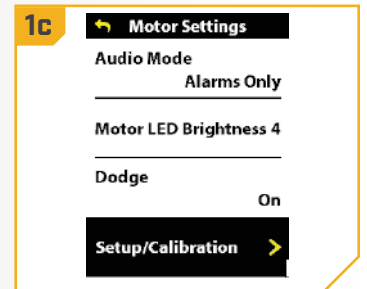 1c
Motor Settings
Audio Mode
Alarms Only
Motor LED Brightness 4
Dodge
On
Setup/Calibration